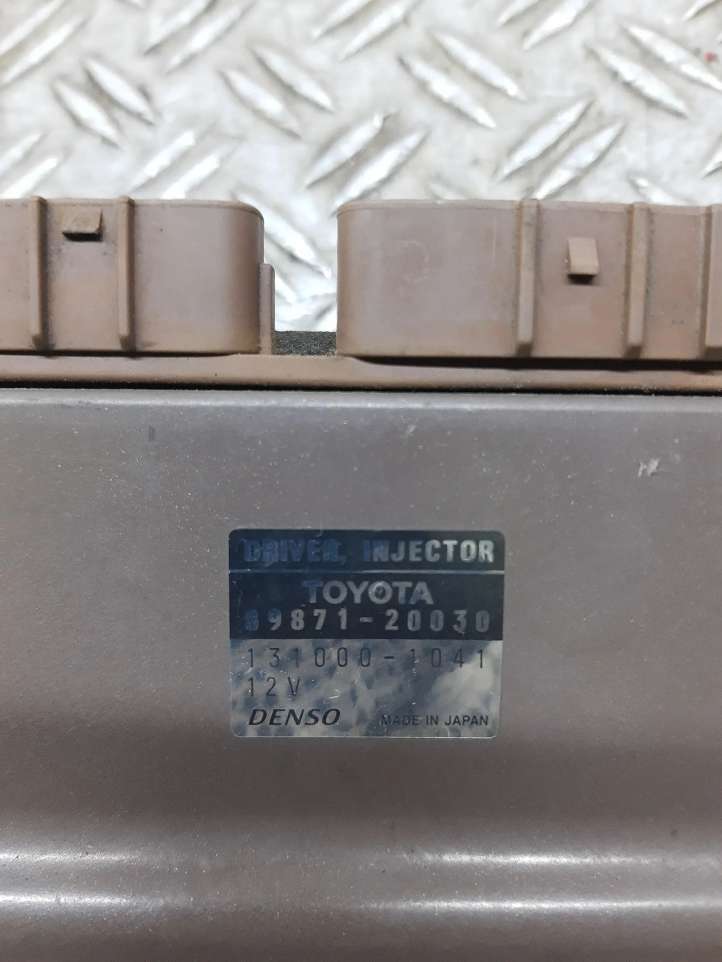 DRIVER, INJECTOR
TOYOTA
89871-20030
131000-1041
12V
DENSO MADE IN JAPAN